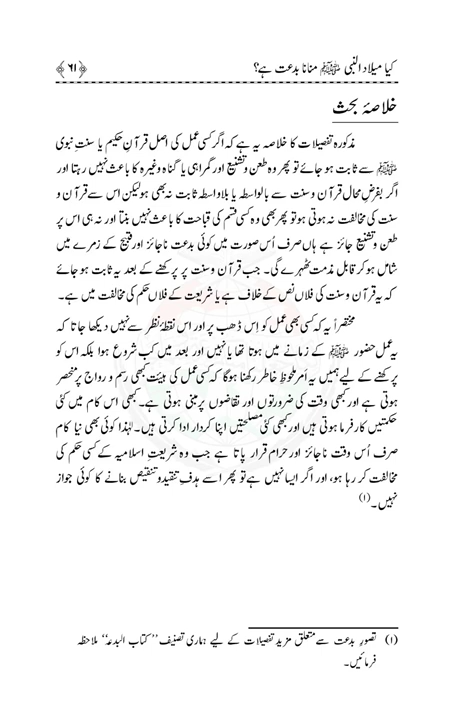 کیا میلاد النبی ﷺ منانا بدعت ہے؟ ﴿۶۱﴾
خلاصۂ بحث
مذکورہ تفصیلات کا خلاصہ یہ ہے کہ اگر کسی عمل کی اصل قرآن حکیم یا سنتِ نبوی
ﷺ سے ثابت ہو جائے تو پھر وہ طعن و تشنیع اور گمراہی یا گناہ وغیرہ کا باعث نہیں رہتا اور
اگر بفرضِ محال قرآن و سنت سے بالواسطہ یا بلاواسطہ ثابت نہ بھی ہو لیکن اس سے قرآن و
سنت کی مخالفت نہ ہوتی ہو تو پھر بھی وہ کسی قسم کی قباحت کا باعث نہیں بنتا اور نہ ہی اس پر
طعن و تشنیع جائز ہے ہاں صرف اُس صورت میں کوئی بدعت ناجائز اور قبیح کے زمرے میں
شامل ہو کر قابل مذمت ٹھہرے گی۔ جب قرآن و سنت پر پرکھنے کے بعد یہ ثابت ہو جائے
کہ یہ قرآن و سنت کی فلاں نص کے خلاف ہے یا شریعت کے فلاں حکم کی مخالفت میں ہے۔
مختصراً یہ کہ کسی بھی عمل کو اِس ڈھب پر اور اس نقطۂ نظر سے نہیں دیکھا جاتا کہ
یہ عمل حضور ﷺ کے زمانے میں ہوتا تھا یا نہیں اور بعد میں کب شروع ہوا بلکہ اس کو
پرکھنے کے لیے ہمیں یہ اَمر ملحوظِ خاطر رکھنا ہوگا کہ کسی عمل کی ہیئت کبھی رسم و رواج پر منحصر
ہوتی ہے اور کبھی وقت کی ضرورتوں اور تقاضوں پر مبنی ہوتی ہے۔ کبھی اس کام میں کئی
حکمتیں کار فرما ہوتی ہیں اور کبھی کئی مصلحتیں اپنا کردار ادا کرتی ہیں۔ لہٰذا کوئی بھی نیا کام
صرف اُس وقت ناجائز اور حرام قرار پاتا ہے جب وہ شریعتِ اسلامیہ کے کسی حکم کی
مخالفت کر رہا ہو، اور اگر ایسا نہیں ہے تو پھر اسے ہدفِ تنقید و تنقیص بنانے کا کوئی جواز
نہیں۔(۱)
(۱) تصورِ بدعت سے متعلق مزید تفصیلات کے لیے ہماری تصنیف ’’کتاب البدعۃ‘‘ ملاحظہ
فرمائیں۔